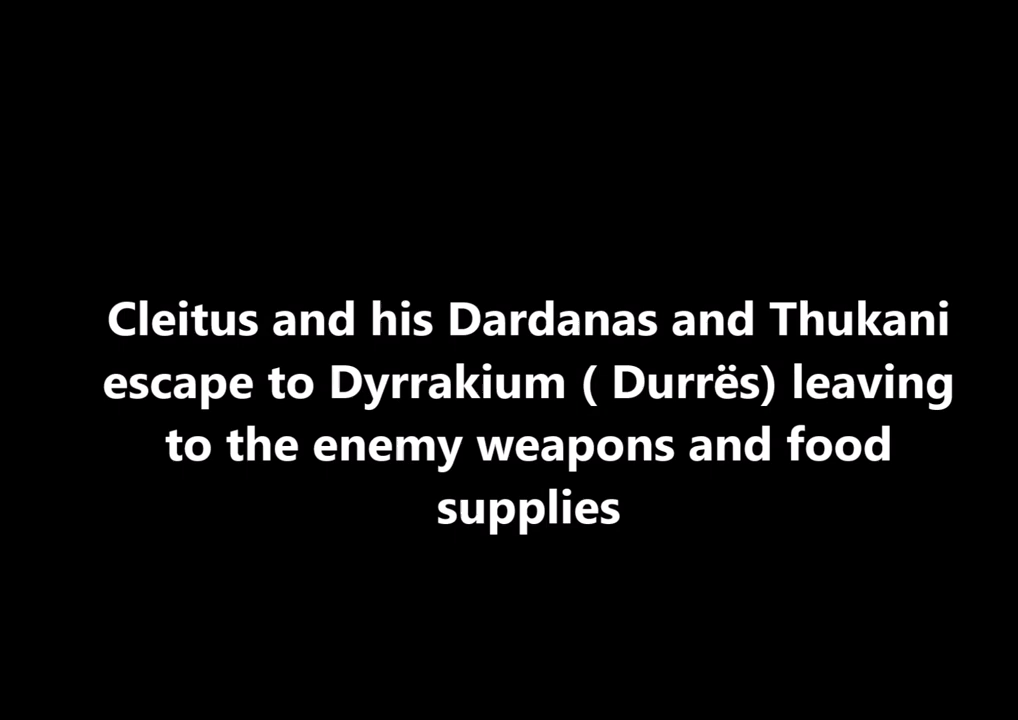 Cleitus and his Dardanas and Thukani
escape to Dyrrakium ( Durrës) leaving
to the enemy weapons and food
supplies